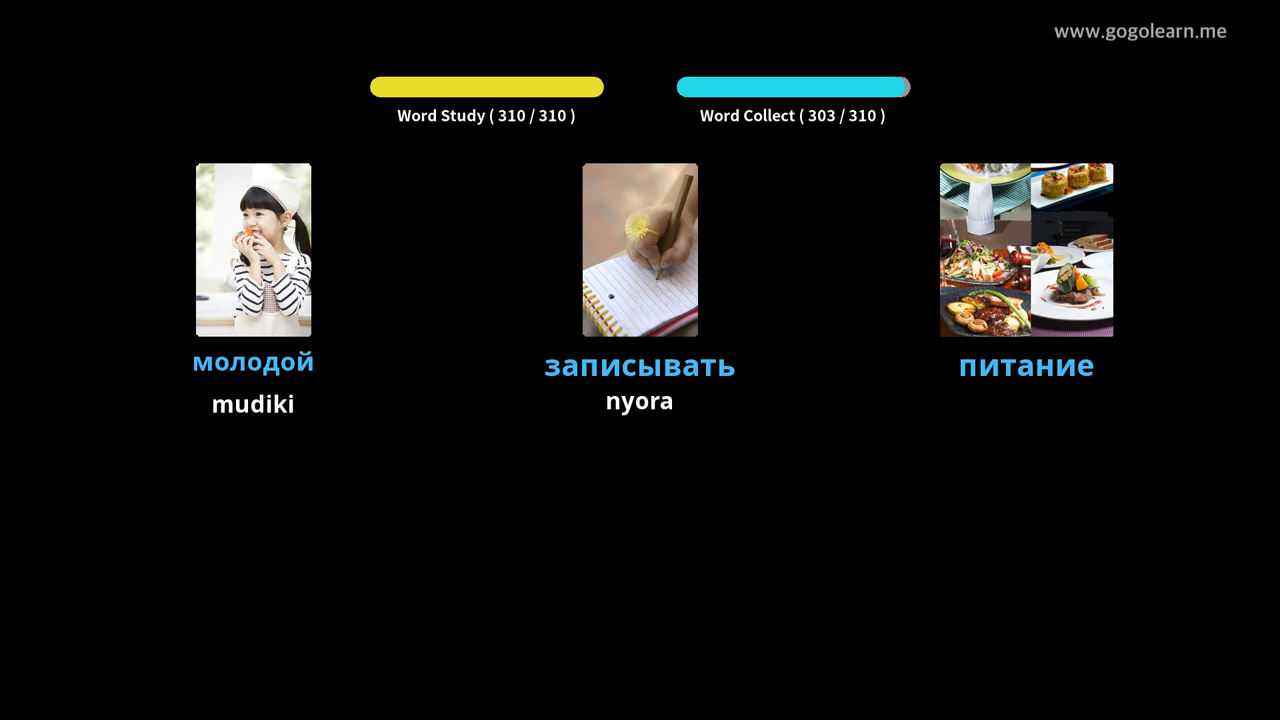 www.gogolearn.me
Word Study ( 310 / 310 )
Word Collect ( 303 / 310 )
молодой
записывать
питание
mudiki
nyora